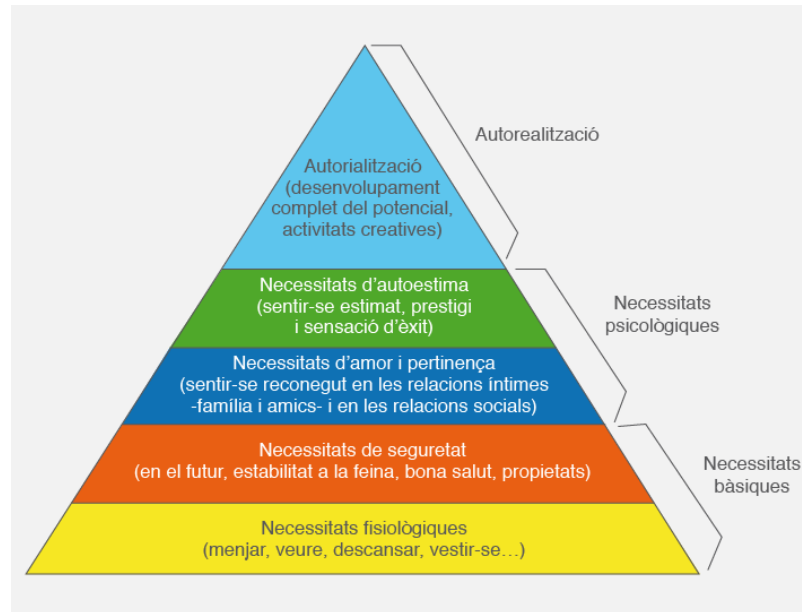 Autorialització
(desenvolupament
complet del potencial,
activitats creatives)
Autorealització
Necessitats d'autoestima
(sentir-se estimat, prestigi
i sensació d'èxit)
Necessitats
psicològiques
Necessitats d'amor i pertinença
(sentir-se reconegut en les relacions íntimes
-família i amics- i en les relacions socials)
Necessitats de seguretat
(en el futur, estabilitat a la feina, bona salut, propietats)
Necessitats
bàsiques
Necessitats fisiològiques
(menjar, veure, descansar, vestir-se...)